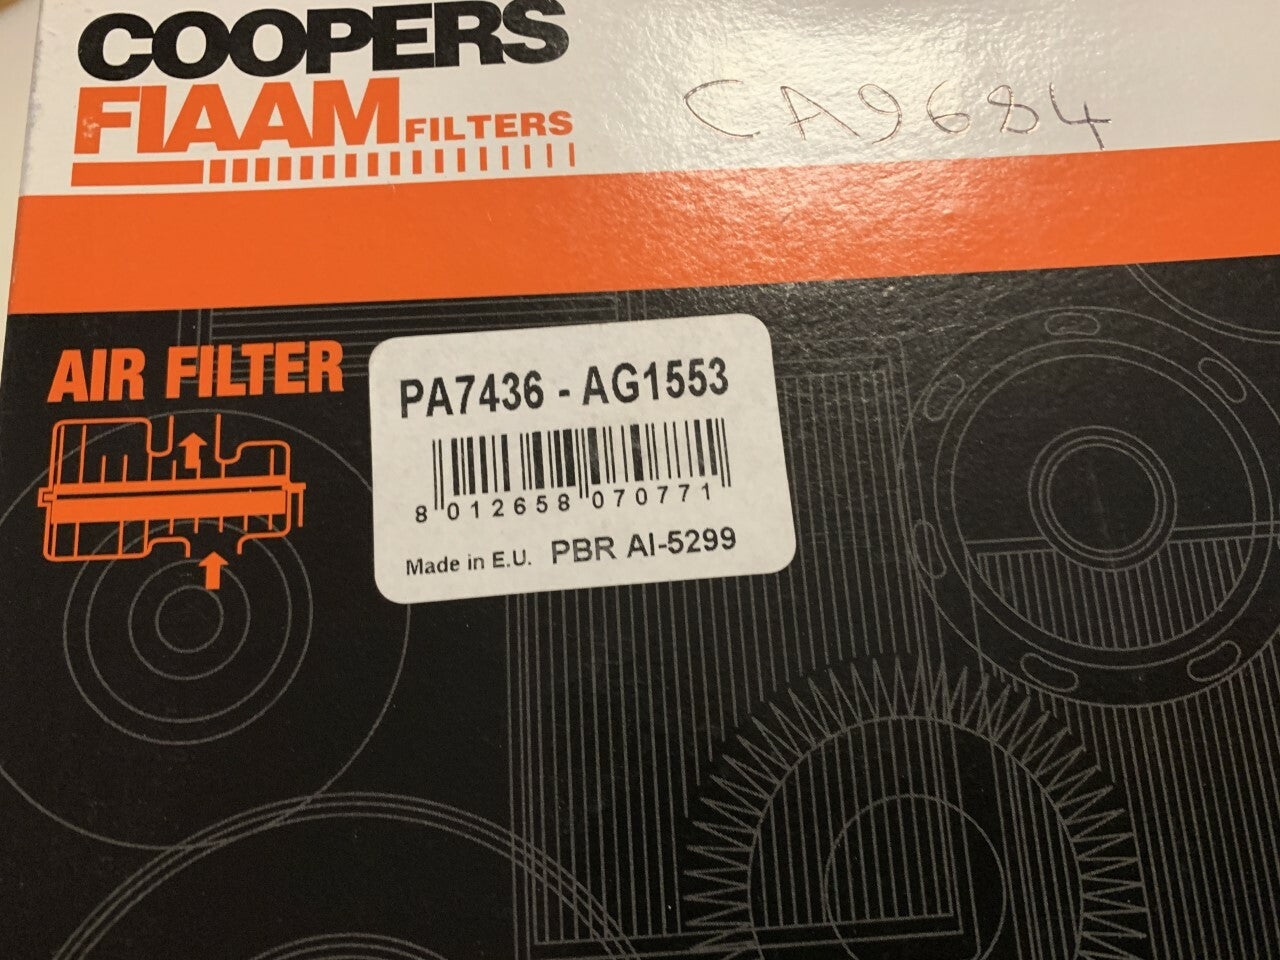 COOPERS
FIAAM FILTERS
CA9684
AIR FILTER
PA7436 - AG1553
8 012658 070771
Made in E.U. PBR AI-5299